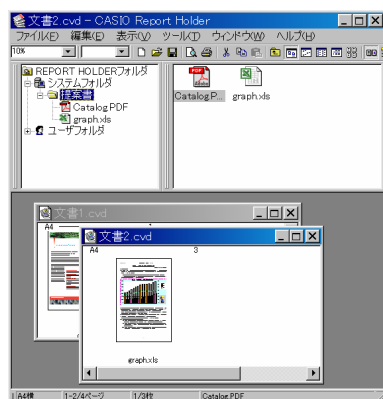 文書2.cvd - CASIO Report Holder
ファイル(F) 編集(E) 表示(V) ツール(T) ウィンドウ(W) ヘルプ(H)
10%
REPORT HOLDERフォルダ
システムフォルダ
提案書
Catalog PDF
graph.xls
ユーザフォルダ
Catalog P... graph.xls
文書1.cvd
A4
文書2.cvd
A4 3
graph.xls
A4横 1-2/4ページ 1/3枚 Catalog PDF